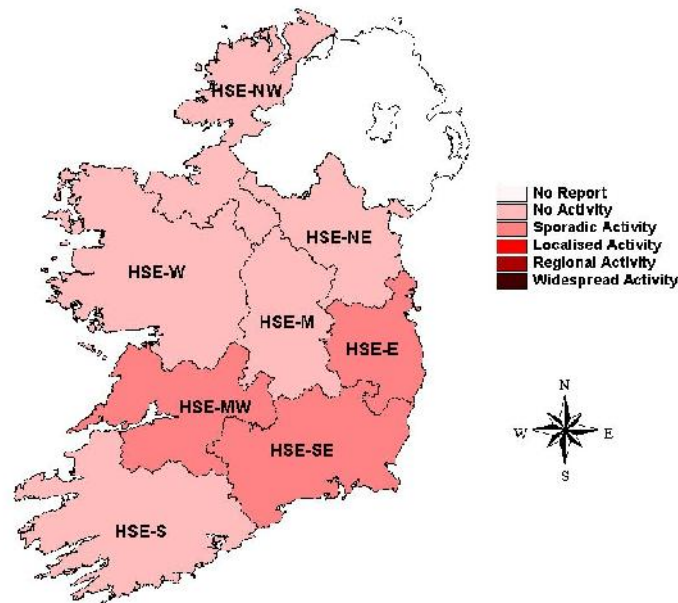 HSE-NW
HSE-NE
HSE-W
HSE-M
HSE-E
HSE-MW
HSE-SE
HSE-S
No Report
No Activity
Sporadic Activity
Localised Activity
Regional Activity
Widespread Activity
N
W E
S